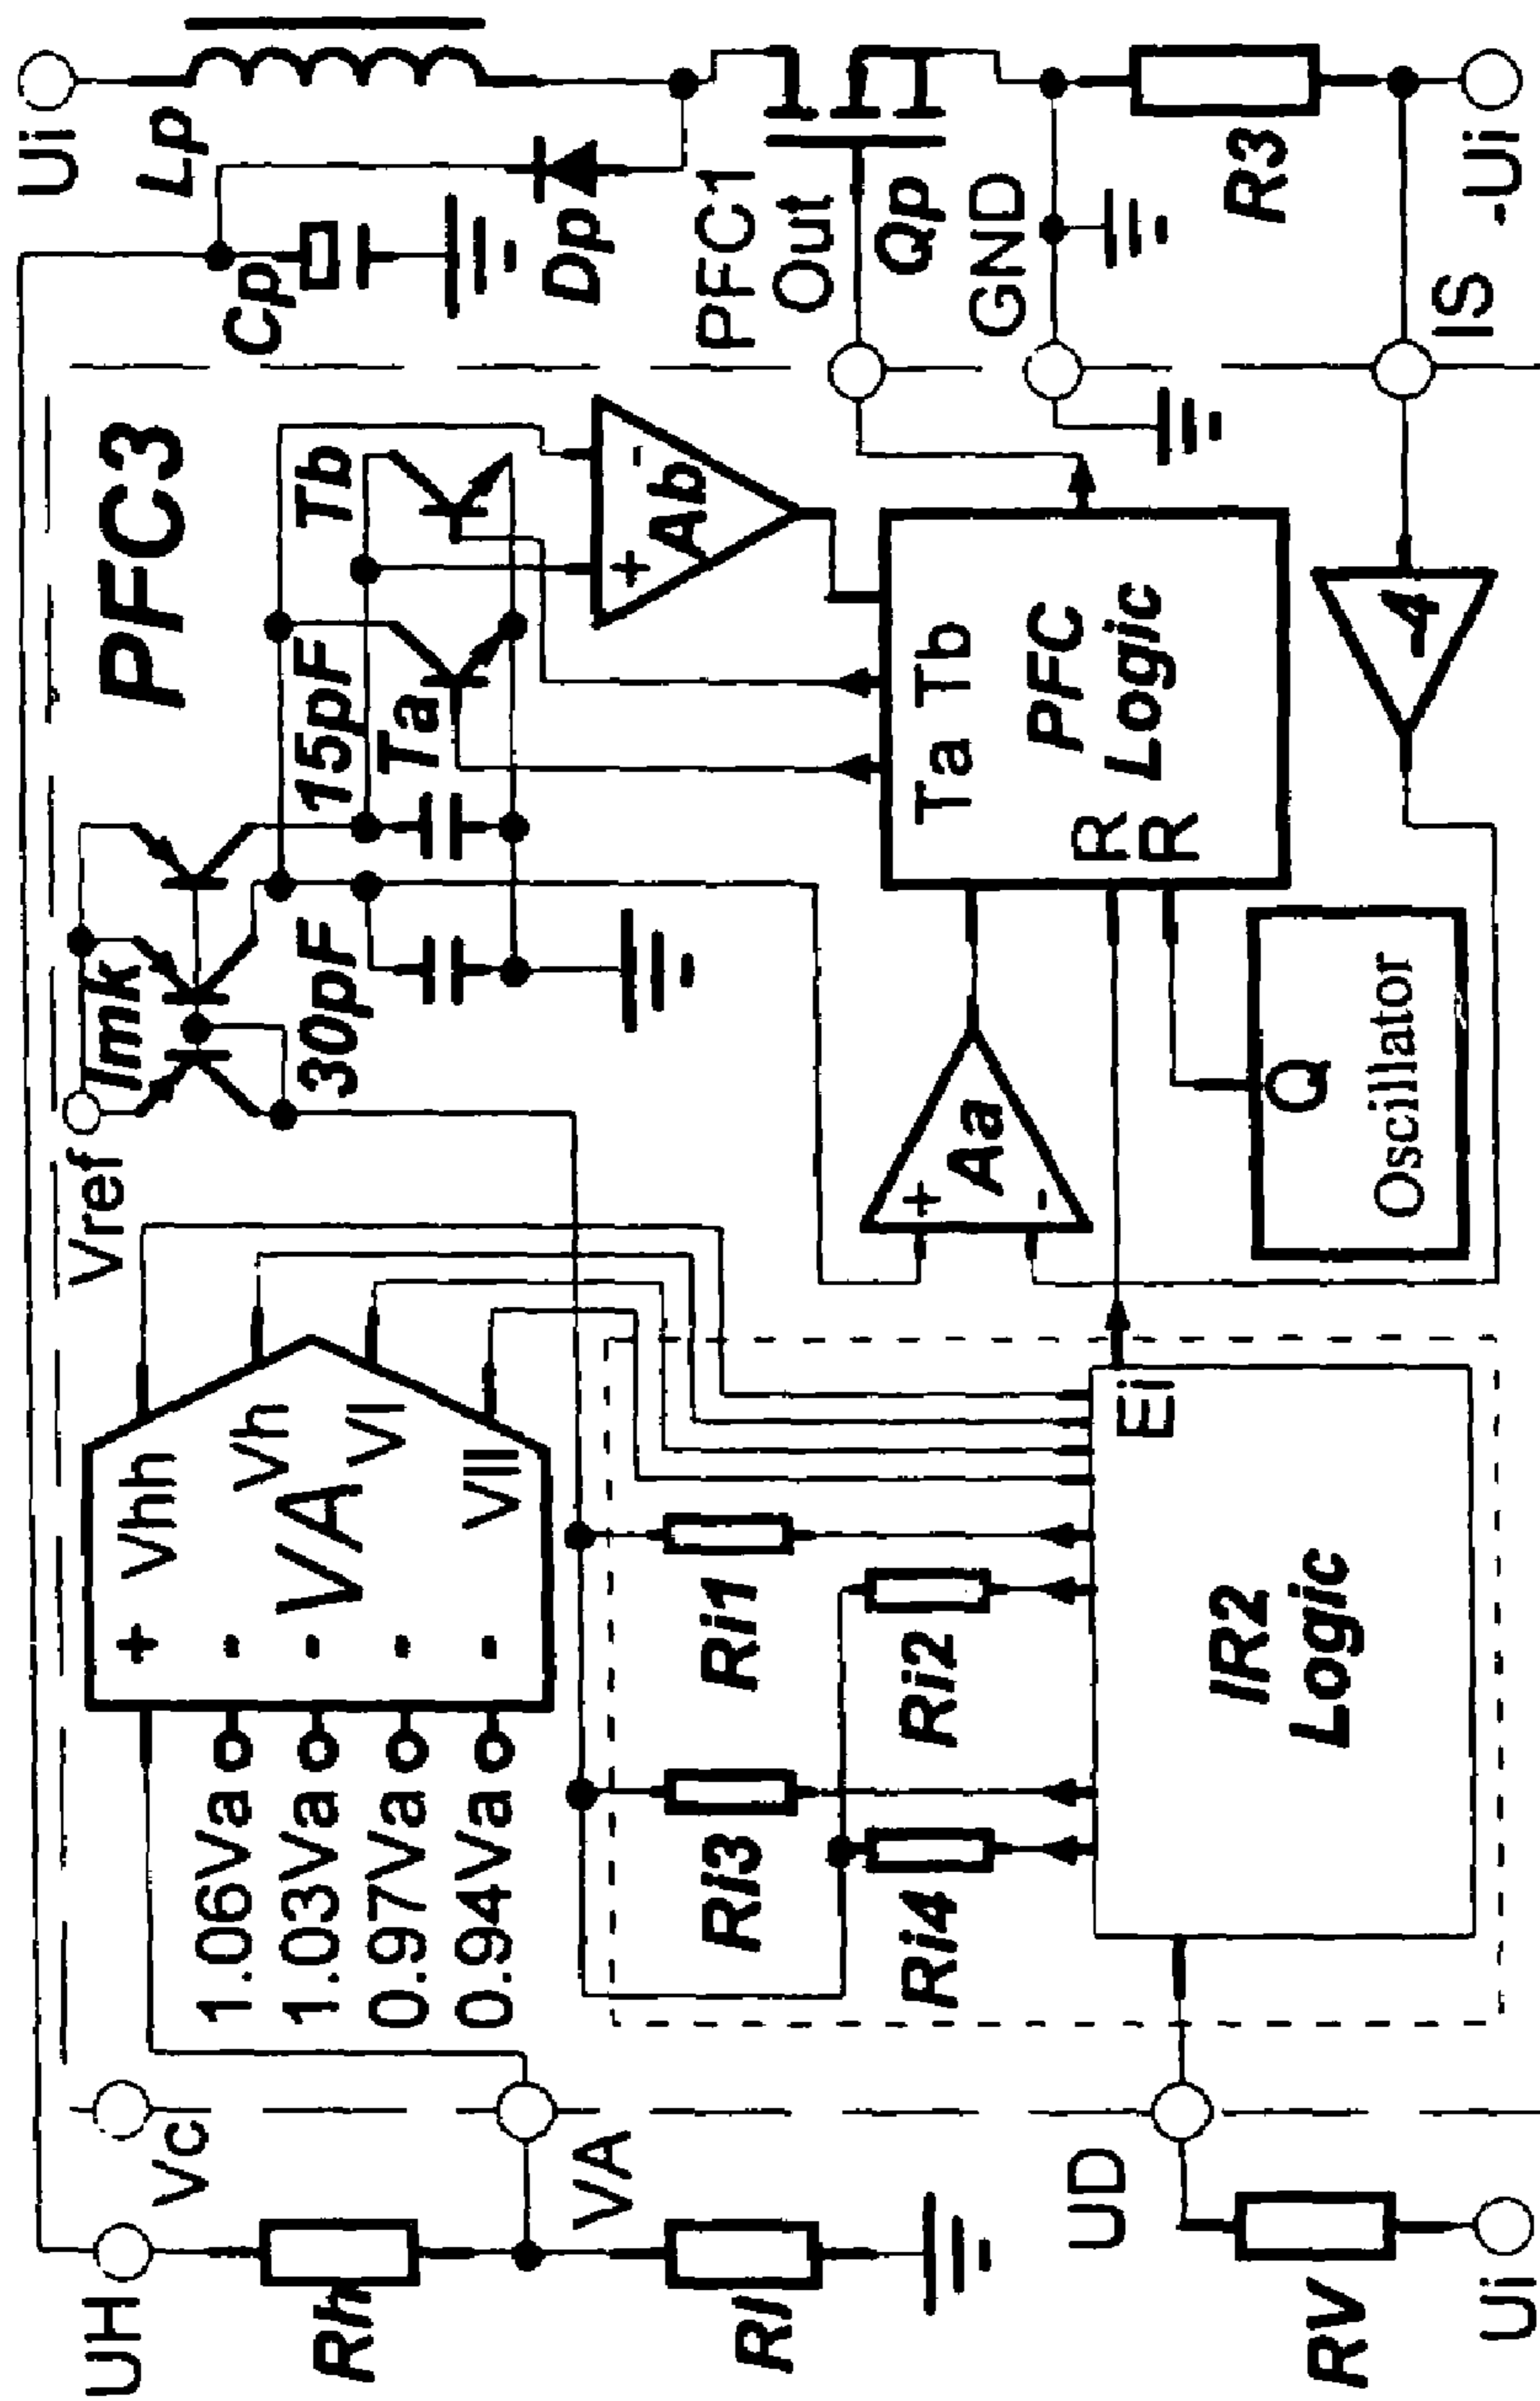 UH
Vc
Vref
PFC3
Ui
Rh
1.06Va
1.03Va
0.97Va
0.94Va
+
-
-
-
-
Vhh
Vh
VA
Vl
Vll
Imk
30pF
15pF
Ta
Tb
Cp
Lp
VA
Rl
Ri3
Ri1
Ri4
Ri2
+
-
Ab
Dp
PFC1
Out
Qp
GND
+
-
Aa
Ta Tb
PFC
Logic
R
R
UD
IR2
Logic
Ei
Q
Oscillator
-4
IS
R3
RV
Ui
-Ui